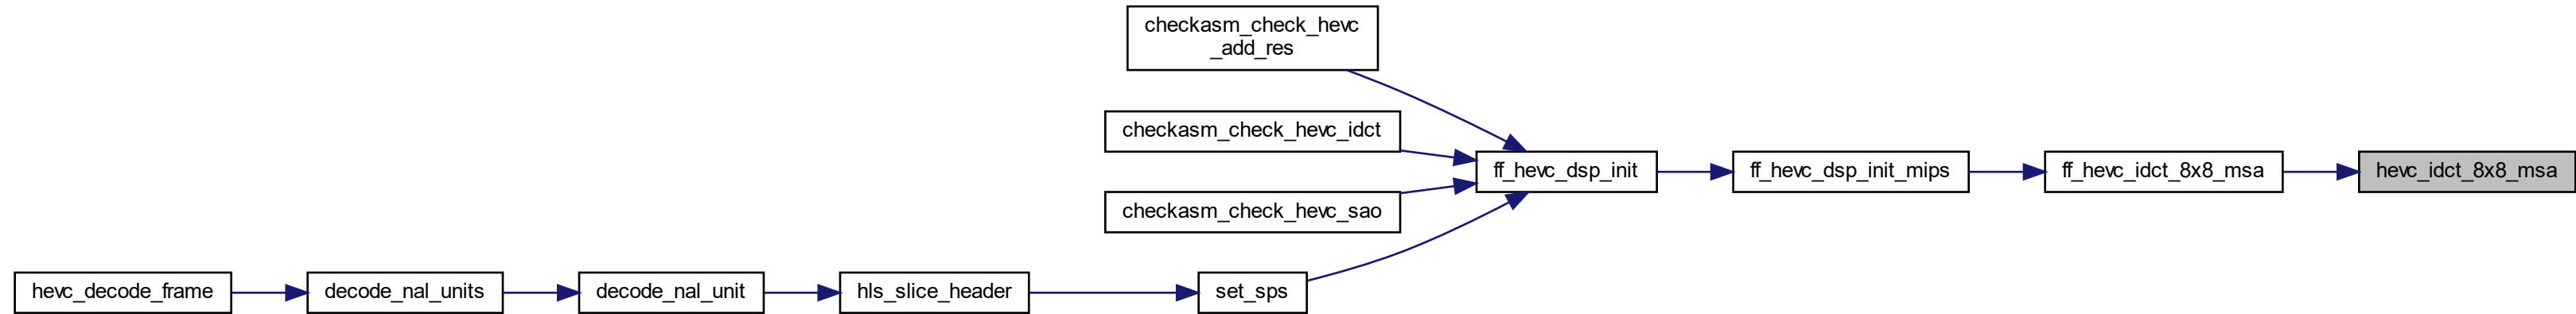 checkasm_check_hevc
_add_res
checkasm_check_hevc_idct
ff_hevc_dsp_init
ff_hevc_dsp_init_mips
ff_hevc_idct_8x8_msa
hevc_idct_8x8_msa
checkasm_check_hevc_sao
hevc_decode_frame
decode_nal_units
decode_nal_unit
hls_slice_header
set_sps